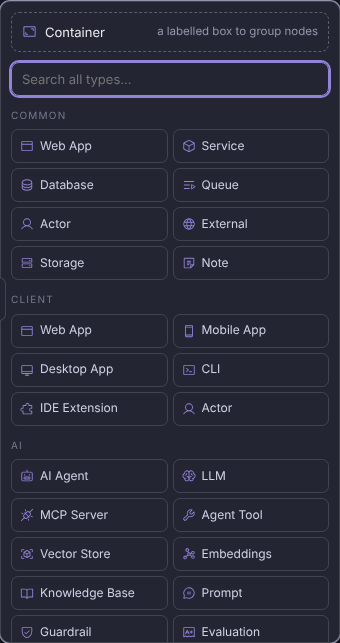 Container a labelled box to group nodes
Search all types...
COMMON
Web App Service
Database Queue
Actor External
Storage Note
CLIENT
Web App Mobile App
Desktop App CLI
IDE Extension Actor
AI
AI Agent LLM
MCP Server Agent Tool
Vector Store Embeddings
Knowledge Base Prompt
Guardrail Evaluation